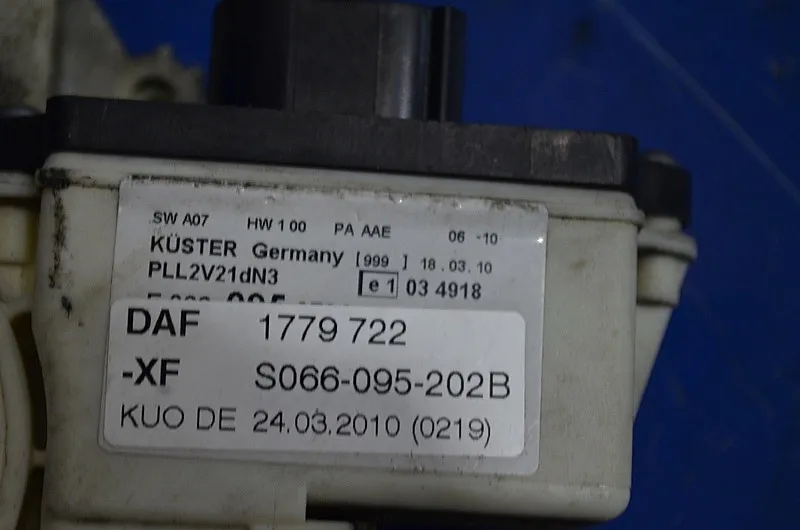 SW A07 HW 1 00 PA AAE 06 -10
KÜSTER Germany [999 ] 18.03.10
PLL2V21dN3 e1 03 4918
DAF 1779 722
-XF S066-095-202B
KUO DE 24.03.2010 (0219)